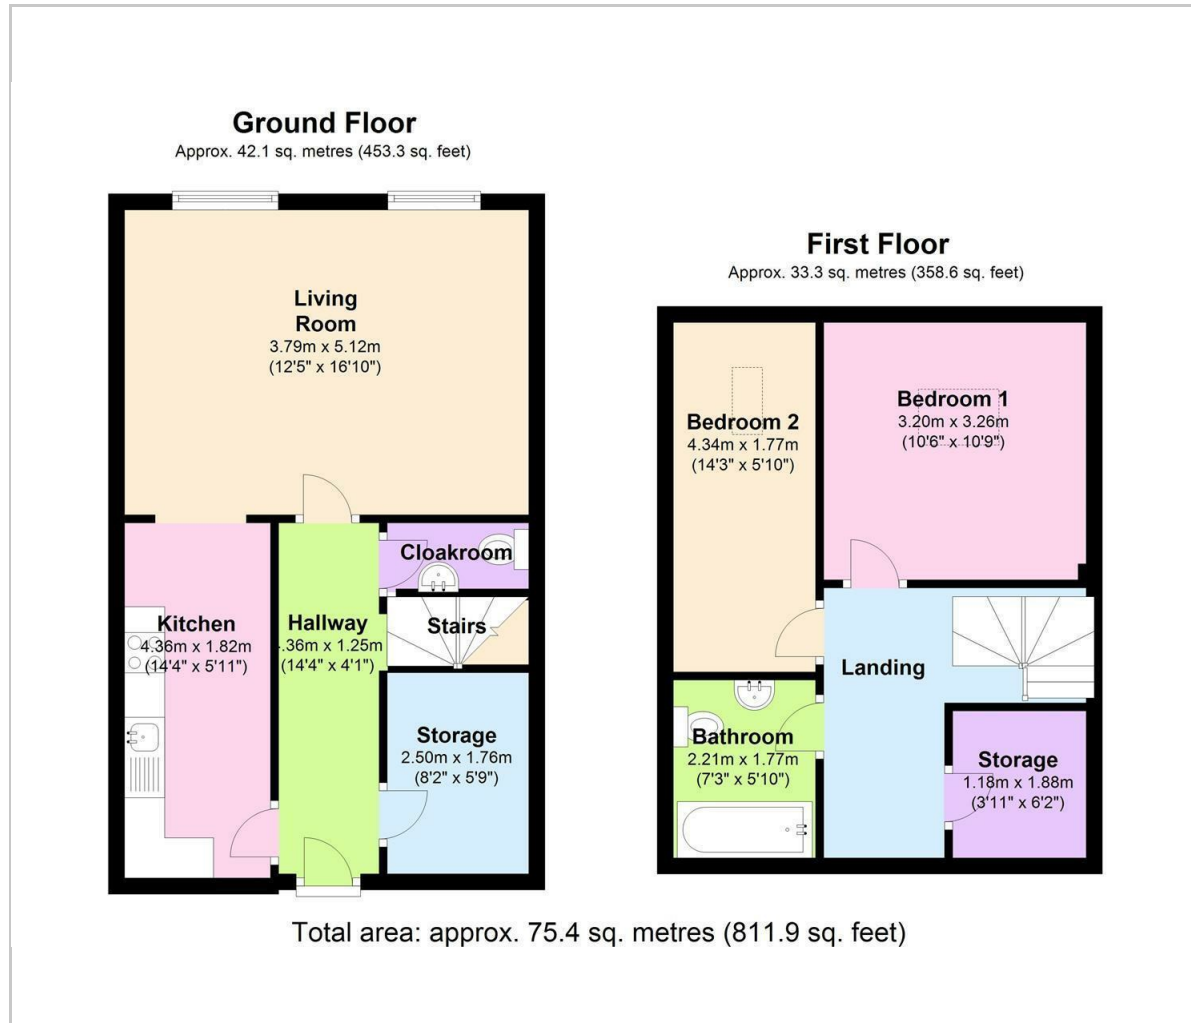 Ground Floor
Approx. 42.1 sq. metres (453.3 sq. feet)
Living
Room
3.79m x 5.12m
(12'5" x 16'10")
Kitchen
4.36m x 1.82m
(14'4" x 5'11")
Hallway
.36m x 1.25m
(14'4" x 4'1")
Cloakroom
Stairs
Storage
2.50m x 1.76m
(8'2" x 5'9")
First Floor
Approx. 33.3 sq. metres (358.6 sq. feet)
Bedroom 2
4.34m x 1.77m
(14'3" x 5'10")
Bedroom 1
3.20m x 3.26m
(10'6" x 10'9")
Landing
Bathroom
2.21m x 1.77m
(7'3" x 5'10")
Storage
1.18m x 1.88m
(3'11" x 6'2")
Total area: approx. 75.4 sq. metres (811.9 sq. feet)